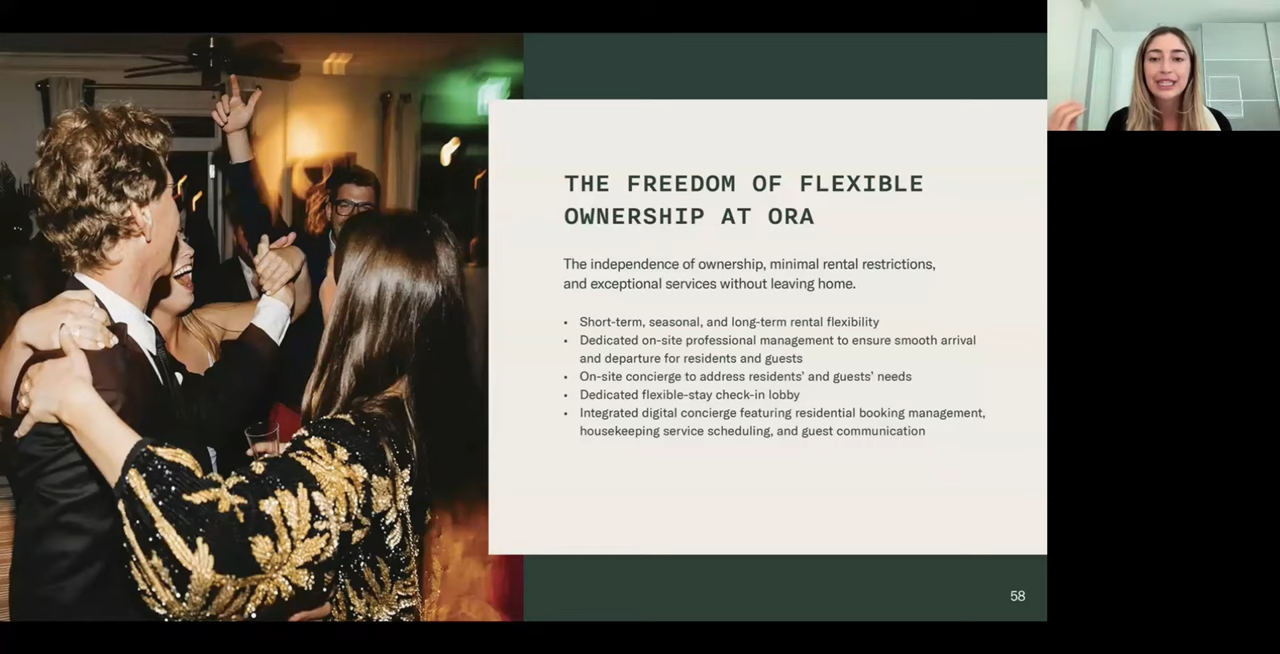 THE FREEDOM OF FLEXIBLE
OWNERSHIP AT ORA
The independence of ownership, minimal rental restrictions,
and exceptional services without leaving home.
• Short-term, seasonal, and long-term rental flexibility
• Dedicated on-site professional management to ensure smooth arrival
and departure for residents and guests
• On-site concierge to address residents’ and guests’ needs
• Dedicated flexible-stay check-in lobby
• Integrated digital concierge featuring residential booking management,
housekeeping service scheduling, and guest communication
58